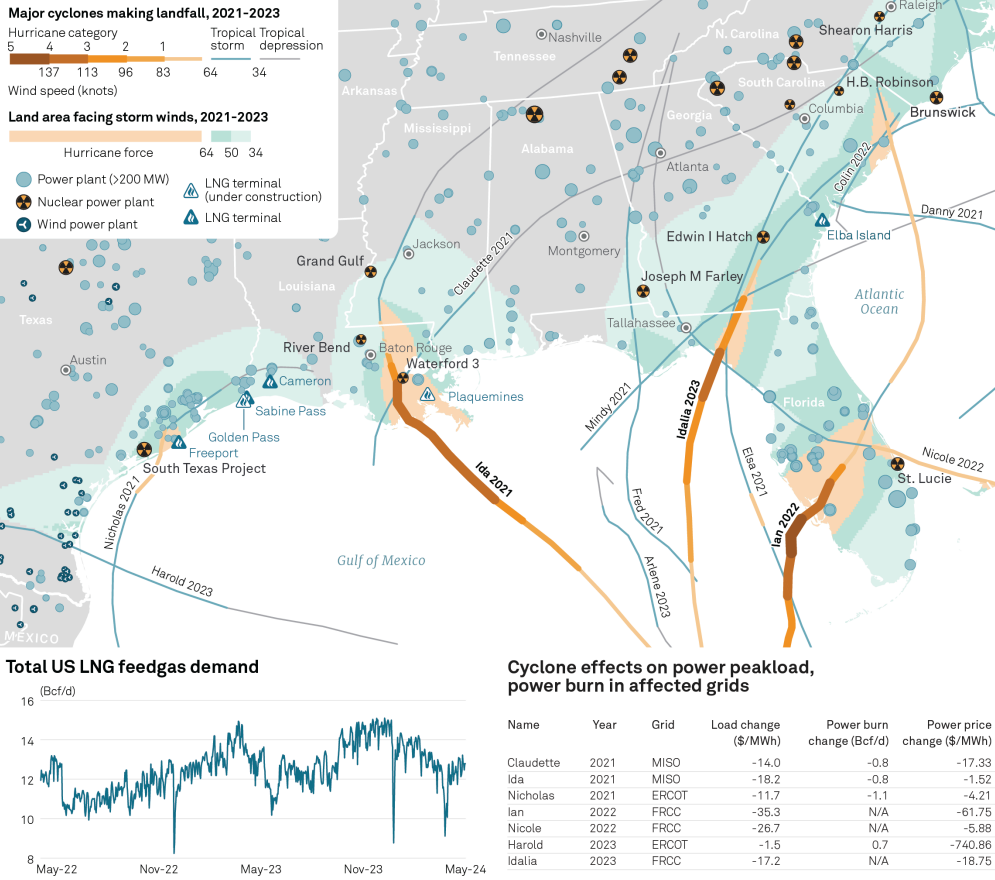 Major cyclones making landfall, 2021-2023
Hurricane category
Tropical storm
Tropical depression
5 4 3 2 1
137 113 96 83 64 34
Wind speed (knots)
Land area facing storm winds, 2021-2023
Hurricane force 64 50 34
Power plant (>200 MW)
Nuclear power plant
Wind power plant
LNG terminal
(under construction)
LNG terminal
Raleigh
Shearon Harris
Nashville
N. Carolina
Tennessee
South Carolina
H.B. Robinson
Arkansas
Brunswick
Columbia
Georgia
Mississippi
Alabama
Atlanta
Colin 2022
Danny 2021
Elba Island
Edwin I Hatch
Jackson
Montgomery
Claudette 2021
Grand Gulf
Joseph M Farley
Louisiana
Atlantic
Ocean
Texas
Tallahassee
River Bend
Baton Rouge
Austin
Waterford 3
Cameron
Plaquemines
Mindy 2021
Idalia 2023
Florida
Sabine Pass
Golden Pass
Freeport
South Texas Project
Nicole 2022
St. Lucie
Ida 2021
Elsa 2021
Nicholas 2021
Fred 2021
Ian 2022
Gulf of Mexico
Harold 2023
Arlene 2023
MEXICO
Total US LNG feedgas demand
(Bcf/d)
16
14
12
10
8
May-22 Nov-22 May-23 Nov-23 May-24
Cyclone effects on power peakload,
power burn in affected grids
Name Year Grid Load change ($/MWh) Power burn change (Bcf/d) Power price change ($/MWh)
Claudette 2021 MISO -14.0 -0.8 -17.33
Ida 2021 MISO -18.2 -0.8 -1.52
Nicholas 2021 ERCOT -11.7 -1.1 -4.21
Ian 2022 FRCC -35.3 N/A -61.75
Nicole 2022 FRCC -26.7 N/A -5.88
Harold 2023 ERCOT -1.5 0.7 -740.86
Idalia 2023 FRCC -17.2 N/A -18.75